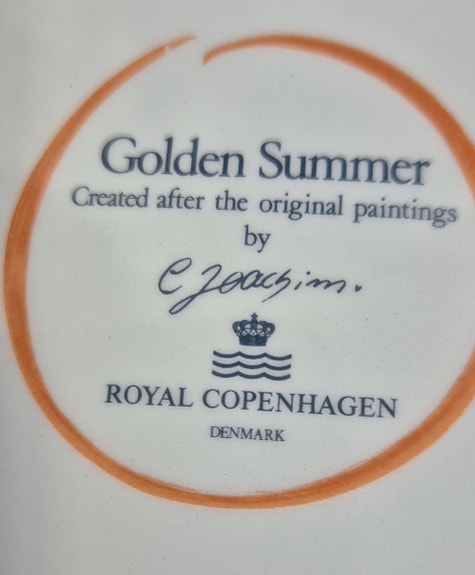 Golden Summer
Created after the original paintings
by
C Joachim.
ROYAL COPENHAGEN
DENMARK